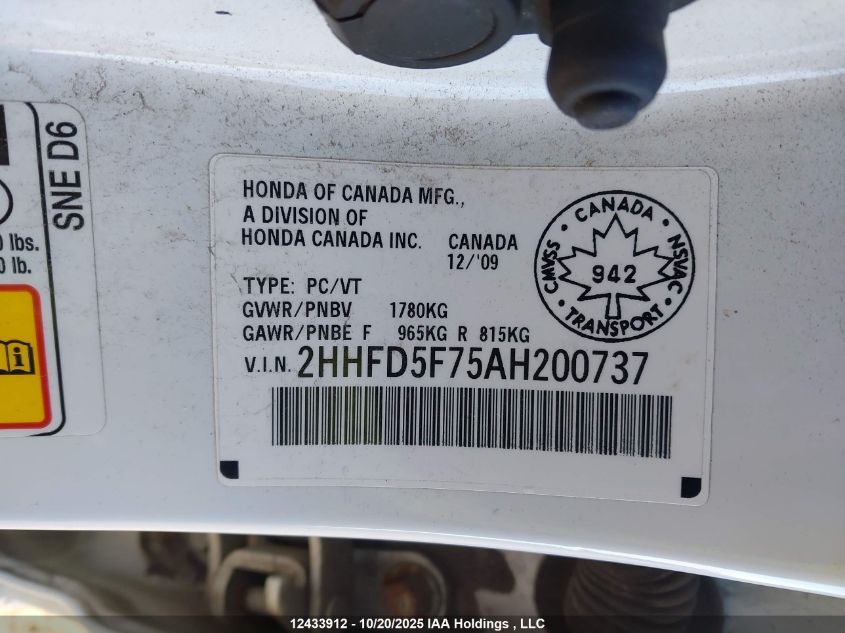 SNE D6
0 lbs.
0 lb.
HONDA OF CANADA MFG.,
A DIVISION OF
HONDA CANADA INC. CANADA
12/'09
TYPE: PC/VT
GVWR/PNBV 1780KG
GAWR/PNBE F 965KG R 815KG
V.I.N. 2HHFD5F75AH200737
CANADA
CMVSS
NSVAC
942
TRANSPORT
12433912 - 10/20/2025 IAA Holdings , LLC